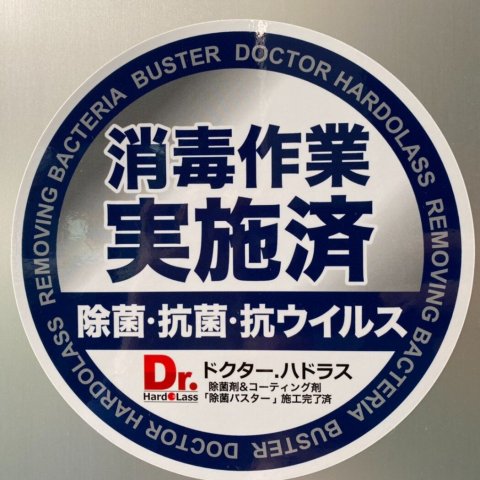 REMOVING BACTERIA BUSTER DOCTOR HARDOLASS
消毒作業
実施済
除菌・抗菌・抗ウイルス
Dr.
HardOLass
ドクター.ハドラス
除菌剤&コーティング剤
「除菌バスター」施工完了済
REMOVING BACTERIA BUSTER DOCTOR HARDOLASS